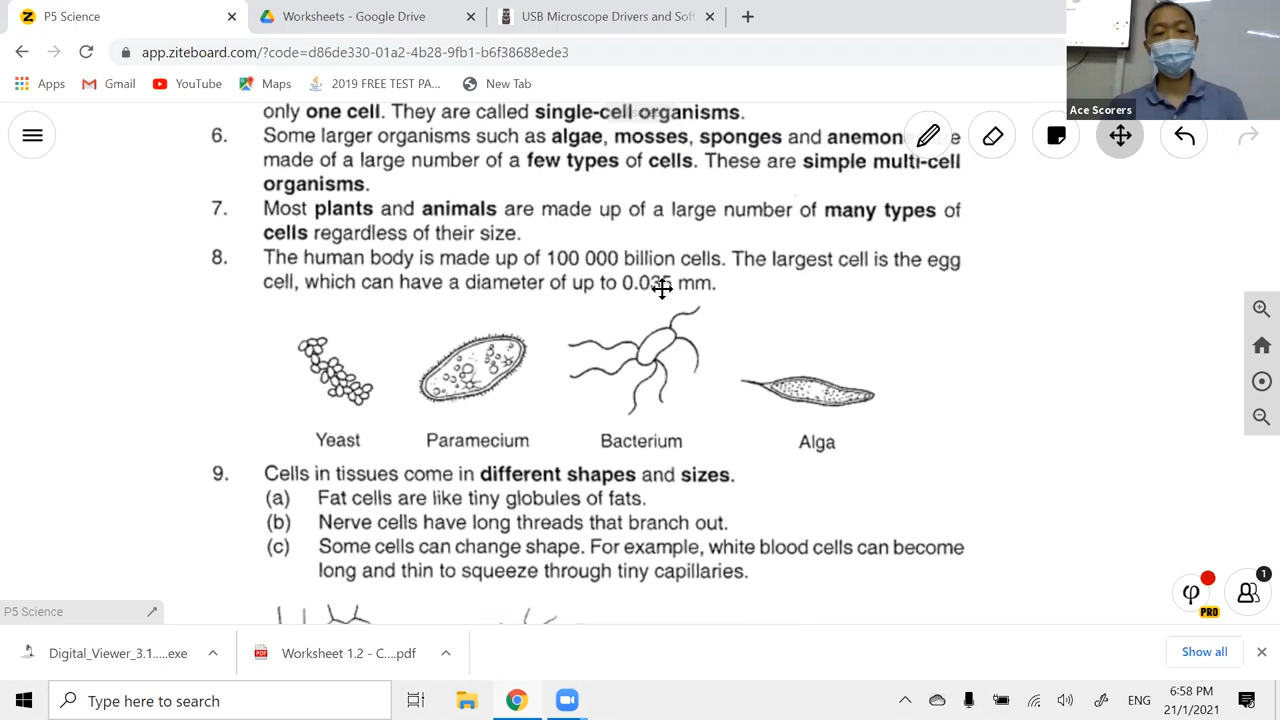 P5 Science
Worksheets - Google Drive
USB Microscope Drivers and Sof
app.ziteboard.com/?code=d86de330-01a2-4b28-9fb1-b6f38688ede3
Apps Gmail YouTube Maps 2019 FREE TEST PA... New Tab
Ace Scorers
only one cell. They are called single-cell organisms.
6. Some larger organisms such as algae, mosses, sponges and
made of a large number of a few types of cells. These are simple multi-cell
organisms.
7. Most plants and animals are made up of a large number of many types of
cells regardless of their size.
8. The human body is made up of 100 000 billion cells. The largest cell is the egg
cell, which can have a diameter of up to 0.035 mm.
Yeast Paramecium Bacterium Alga
9. Cells in tissues come in different shapes and sizes.
(a) Fat cells are like tiny globules of fats.
(b) Nerve cells have long threads that branch out.
(c) Some cells can change shape. For example, white blood cells can become
long and thin to squeeze through tiny capillaries.
1
PRO
P5 Science
Digital_Viewer_3.1.....exe
Worksheet 1.2 - C....pdf
Show all
Type here to search
ENG
6:58 PM
21/1/2021